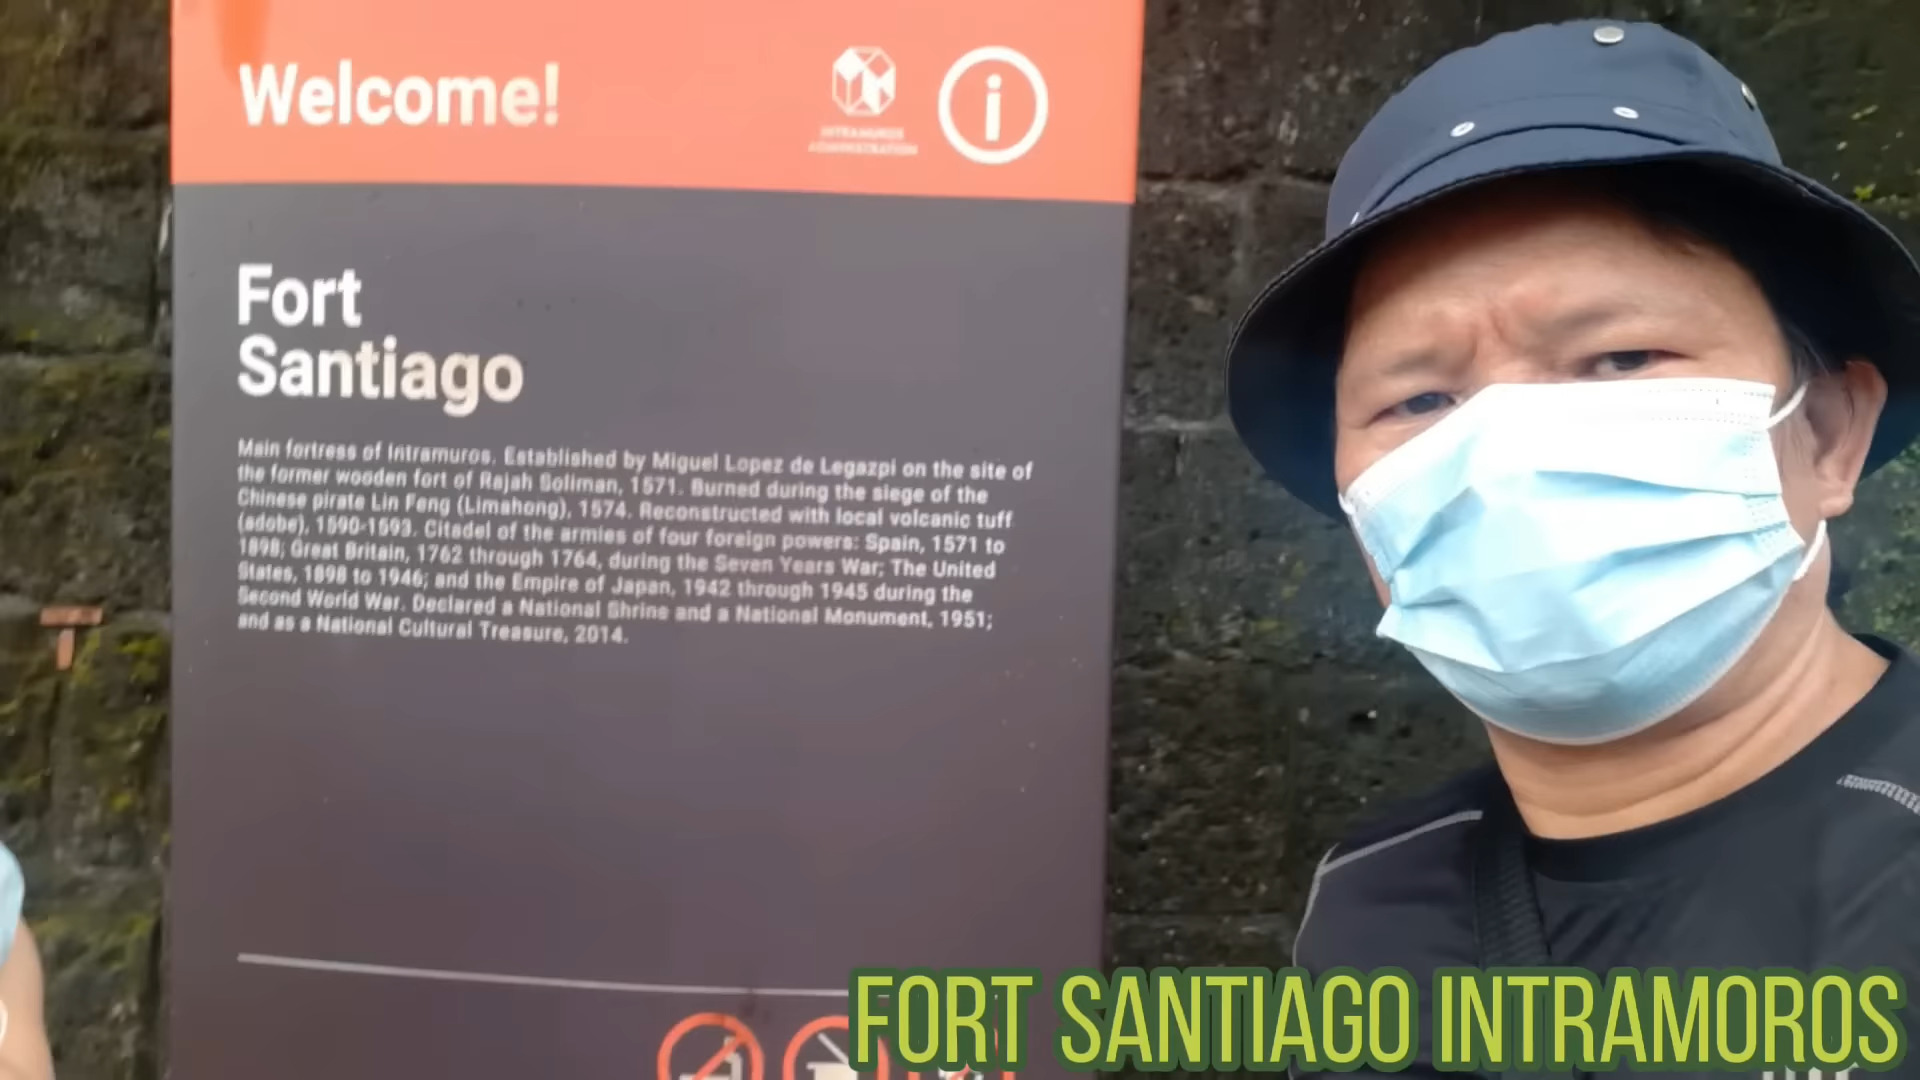 Welcome!
INTRAMUROS
ADMINISTRATION
i
Fort
Santiago
Main fortress of Intramuros. Established by Miguel Lopez de Legazpi on the site of
the former wooden fort of Rajah Soliman, 1571. Burned during the siege of the
Chinese pirate Lin Feng (Limahong), 1574. Reconstructed with local volcanic tuff
(adobe), 1590-1593. Citadel of the armies of four foreign powers: Spain, 1571 to
1898; Great Britain, 1762 through 1764, during the Seven Years War; The United
States, 1898 to 1946; and the Empire of Japan, 1942 through 1945 during the
Second World War. Declared a National Shrine and a National Monument, 1951;
and as a National Cultural Treasure, 2014.
FORT SANTIAGO INTRAMOROS